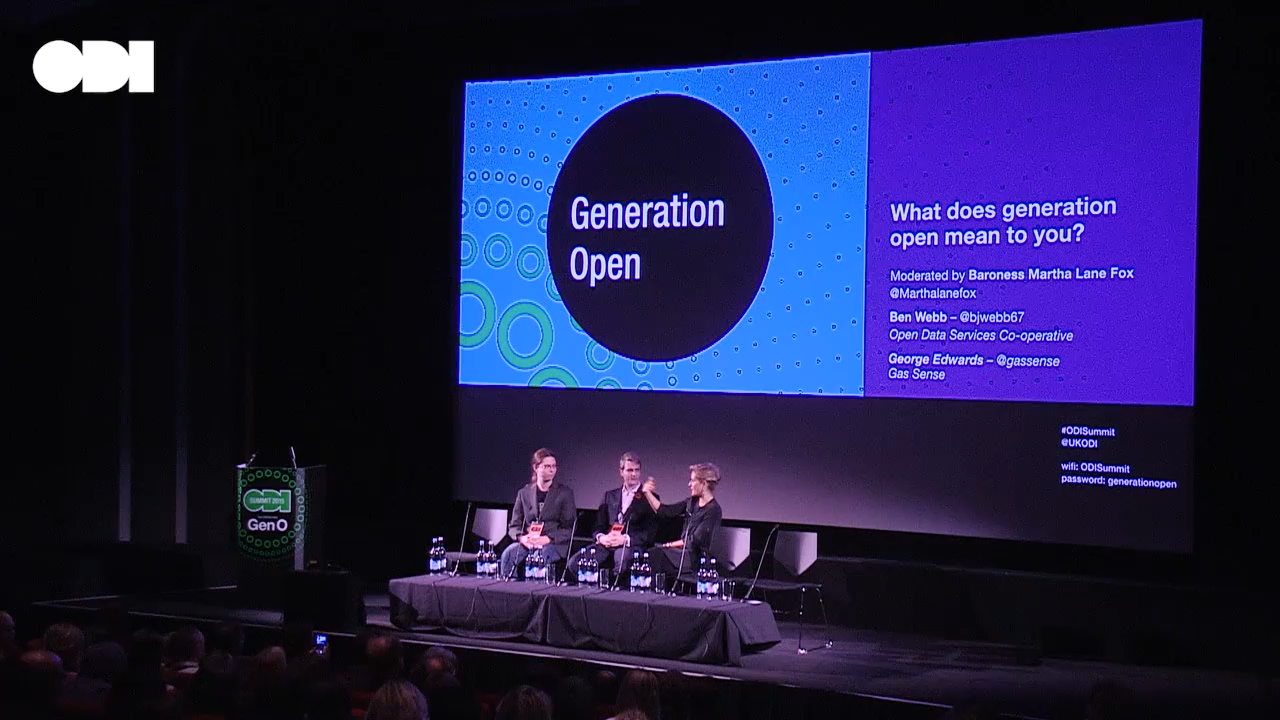 ODI
Generation
Open
What does generation
open mean to you?
Moderated by Baroness Martha Lane Fox
@Marthalanefox
Ben Webb – @bjwebb67
Open Data Services Co-operative
George Edwards – @gassense
Gas Sense
#ODISummit
@UKODI
wifi: ODISummit
password: generationopen
ODI
SUMMIT 2015
Gen O